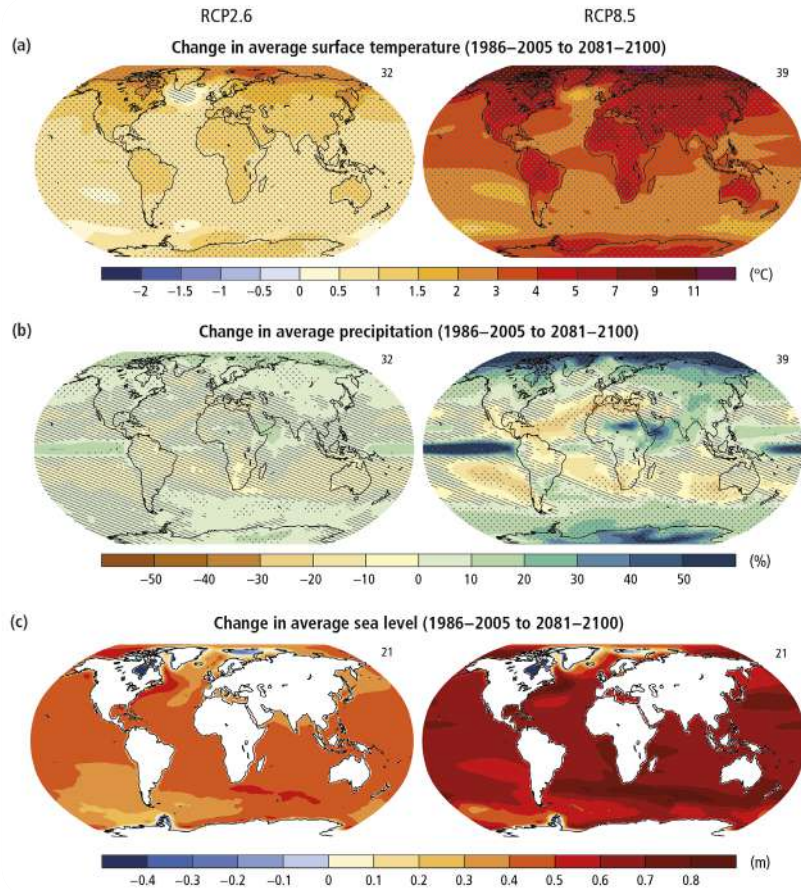 RCP2.6 RCP8.5
(a) Change in average surface temperature (1986–2005 to 2081–2100)
32 39
−2 −1.5 −1 −0.5 0 0.5 1 1.5 2 3 4 5 7 9 11 (°C)
(b) Change in average precipitation (1986–2005 to 2081–2100)
32 39
−50 −40 −30 −20 −10 0 10 20 30 40 50 (%)
(c) Change in average sea level (1986–2005 to 2081–2100)
21 21
−0.4 −0.3 −0.2 −0.1 0 0.1 0.2 0.3 0.4 0.5 0.6 0.7 0.8 (m)